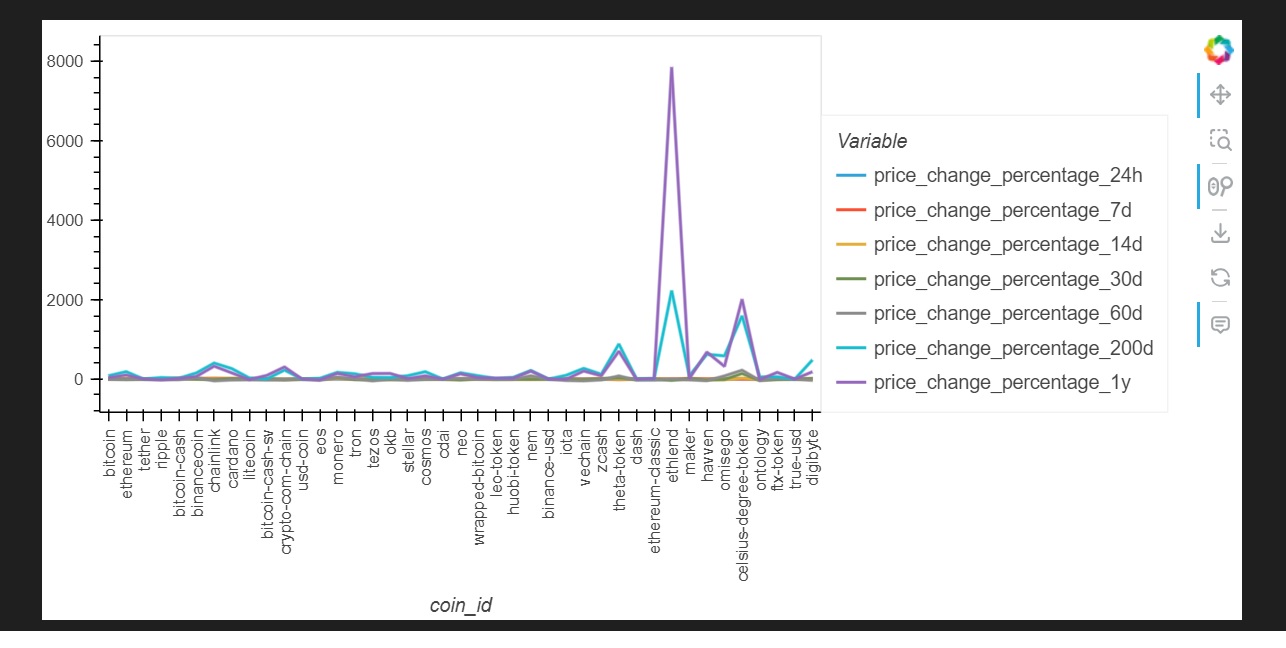 8000
6000
4000
2000
0
bitcoin
ethereum
tether
ripple
bitcoin-cash
binancecoin
chainlink
cardano
litecoin
bitcoin-cash-sv
crypto-com-chain
usd-coin
eos
monero
tron
tezos
okb
stellar
cosmos
cdai
neo
wrapped-bitcoin
leo-token
huobi-token
nem
binance-usd
iota
vechain
zcash
theta-token
dash
ethereum-classic
ethlend
maker
havven
omisego
celsius-degree-token
ontology
ftx-token
true-usd
digibyte
coin_id
Variable
price_change_percentage_24h
price_change_percentage_7d
price_change_percentage_14d
price_change_percentage_30d
price_change_percentage_60d
price_change_percentage_200d
price_change_percentage_1y